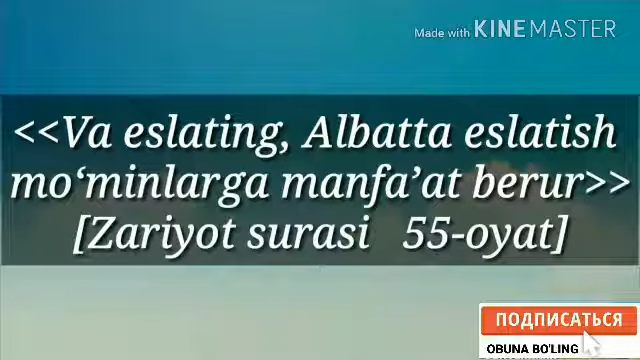 Made with KINEMASTER
<<Va eslating, Albatta eslatish
mo‘minlarga manfa’at berur>>
[Zariyot surasi 55-oyat]
ПОДПИСАТЬСЯ
OBUNA BO'LING